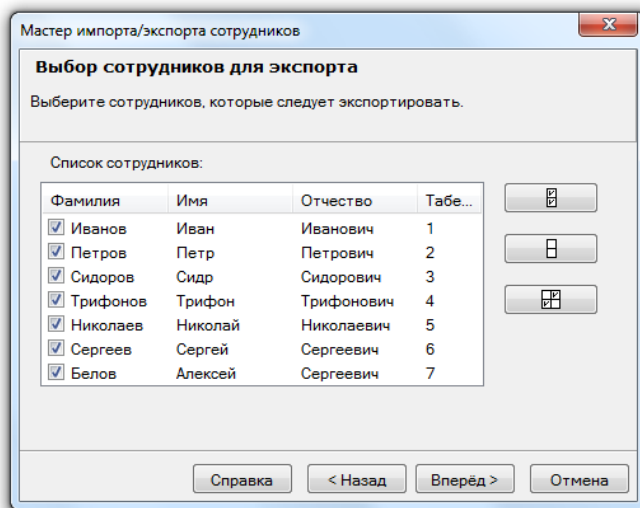 Мастер импорта/экспорта сотрудников
Выбор сотрудников для экспорта
Выберите сотрудников, которые следует экспортировать.
Список сотрудников:
Фамилия Имя Отчество Табе...
Иванов Иван Иванович 1
Петров Петр Петрович 2
Сидоров Сидр Сидорович 3
Трифонов Трифон Трифонович 4
Николаев Николай Николаевич 5
Сергеев Сергей Сергеевич 6
Белов Алексей Сергеевич 7
Справка < Назад Вперёд > Отмена